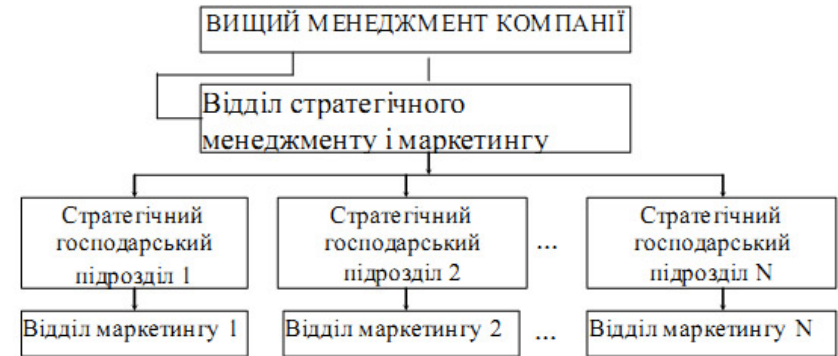 ВИЩИЙ МЕНЕДЖМЕНТ КОМПАНІЇ
Відділ стратегічного
менеджменту і маркетингу
Стратегічний
господарський
підрозділ 1
Стратегічний
господарський
підрозділ 2
...
Стратегічний
господарський
підрозділ N
Відділ маркетингу 1
Відділ маркетингу 2
...
Відділ маркетингу N